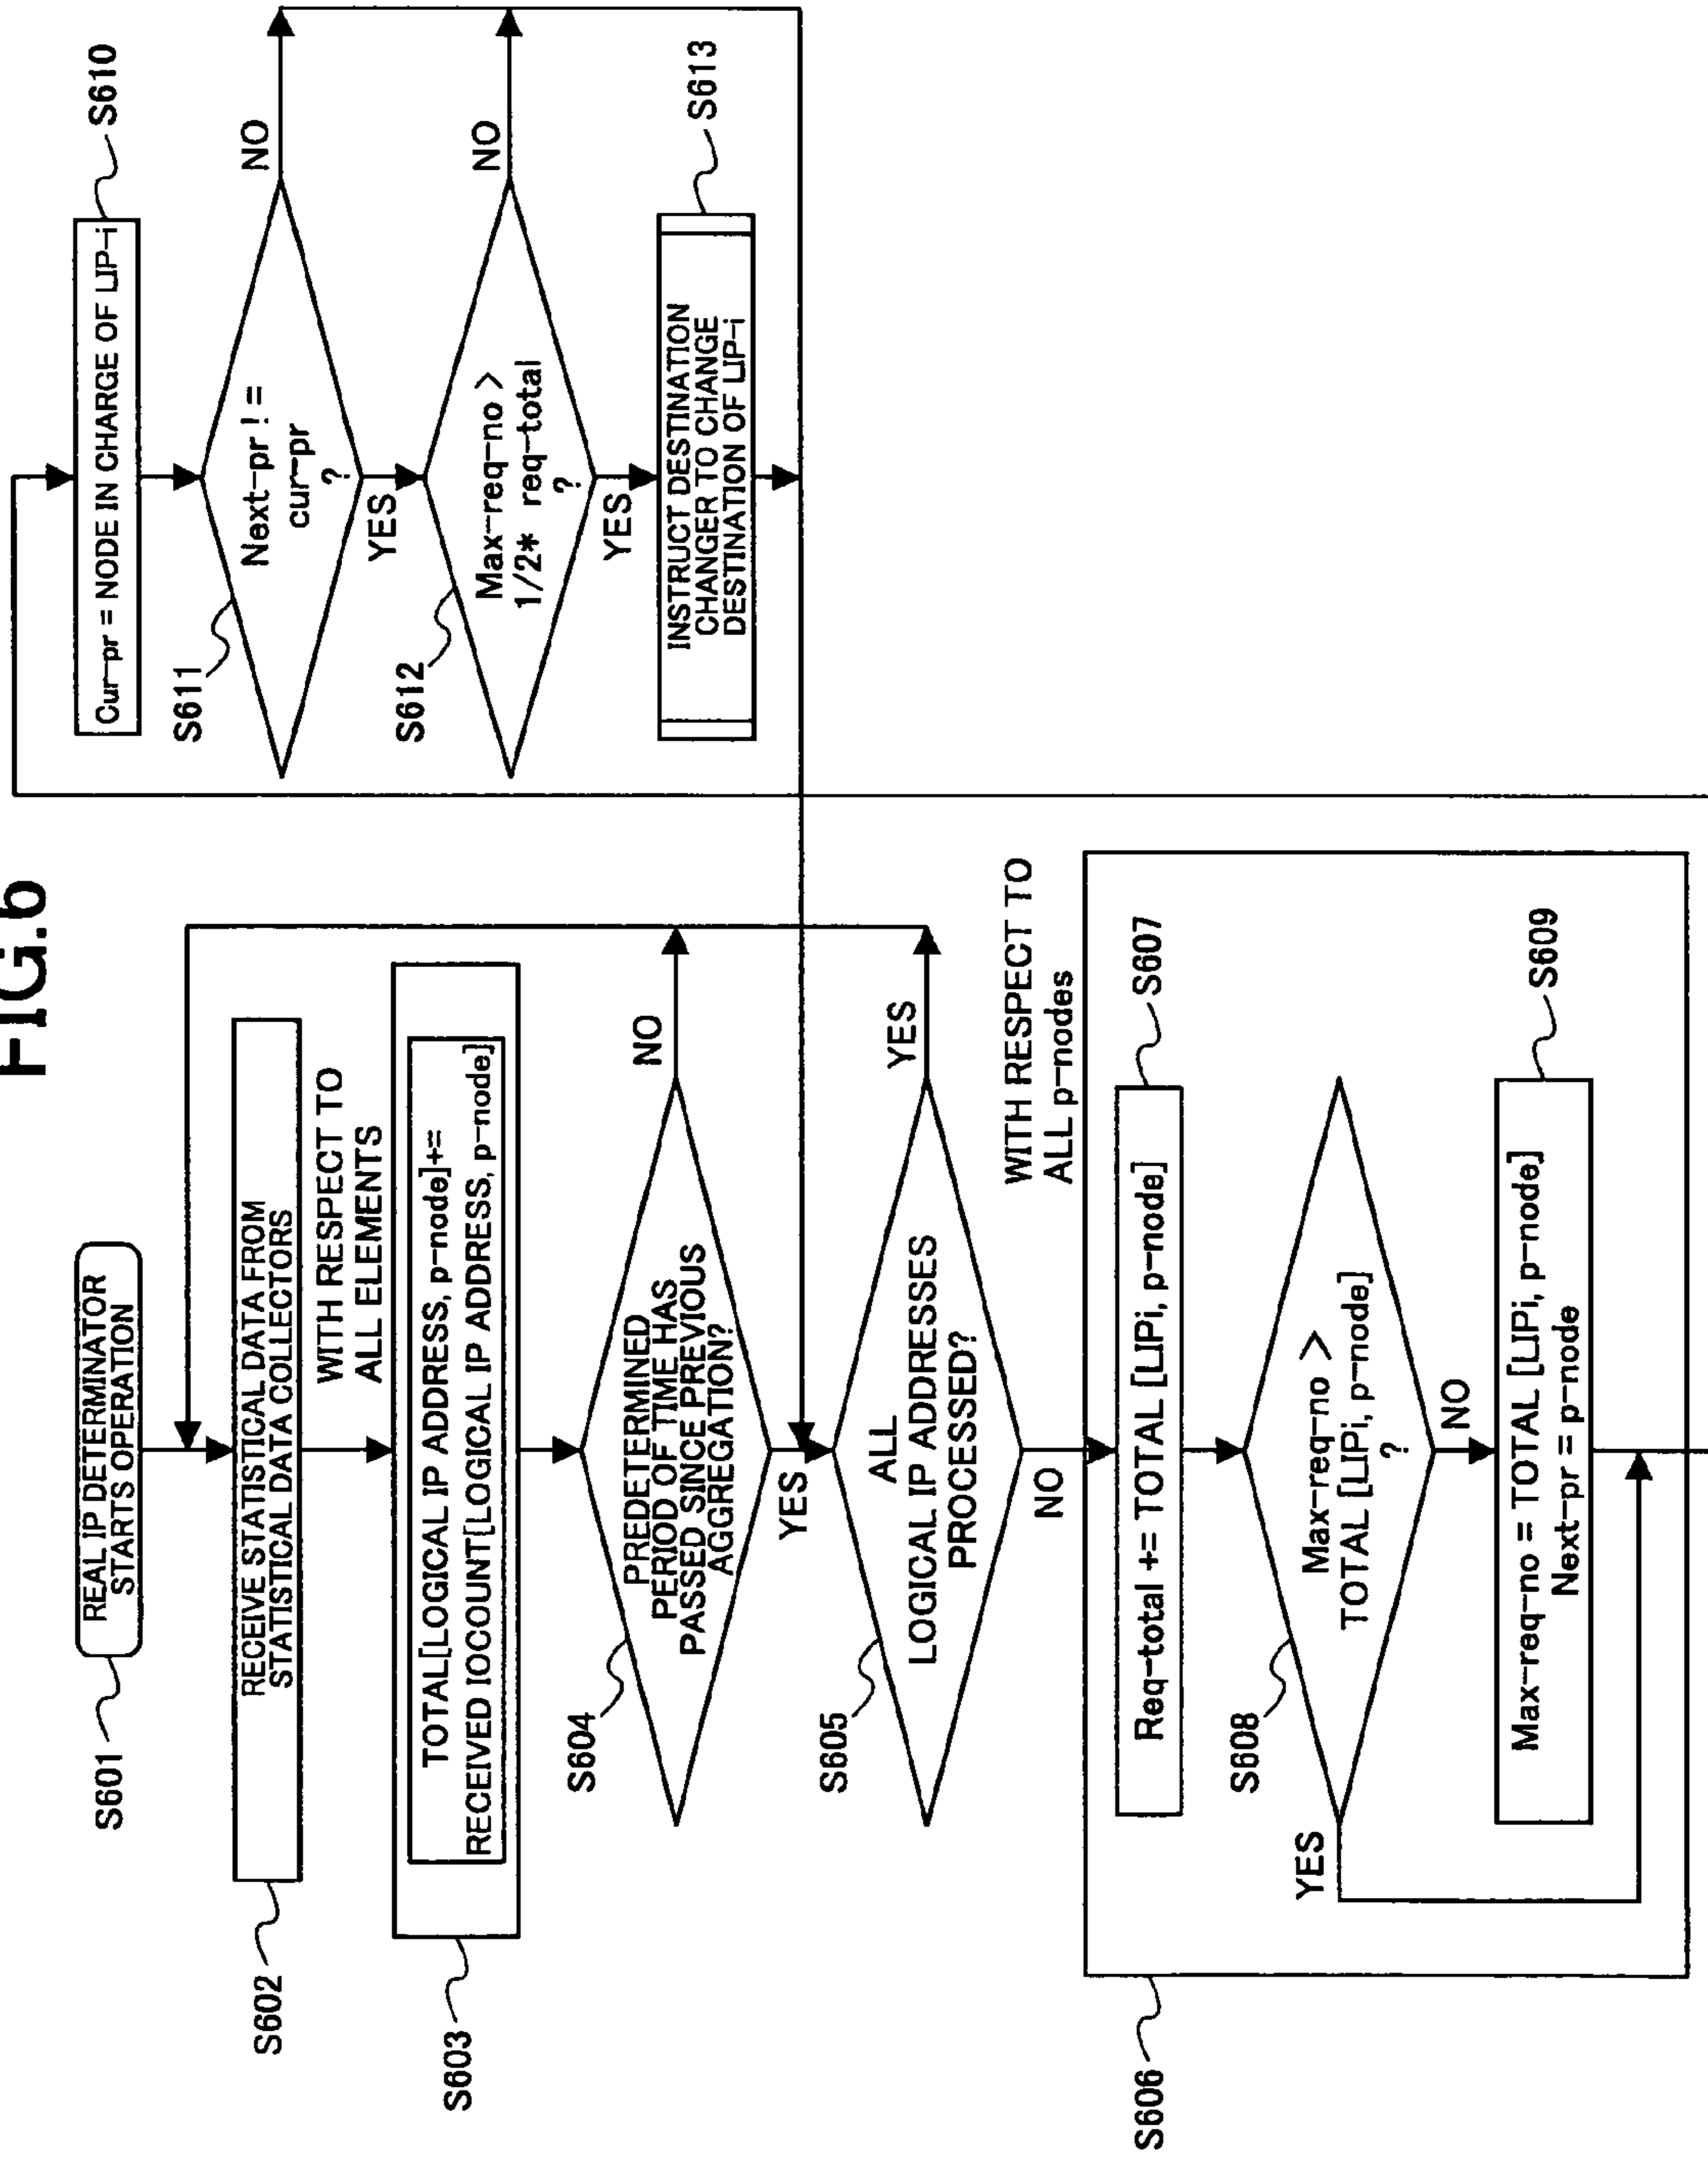 FIG.6
REAL IP DETERMINATOR
STARTS OPERATION
S601
RECEIVE STATISTICAL DATA FROM
STATISTICAL DATA COLLECTORS
S602
WITH RESPECT TO
ALL ELEMENTS
TOTAL[LOGICAL IP ADDRESS, p-node]+=
RECEIVED IOCOUNT[LOGICAL IP ADDRESS, p-node]
S603
S604
PREDETERMINED
PERIOD OF TIME HAS
PASSED SINCE PREVIOUS
AGGREGATION?
NO
YES
S605
ALL
LOGICAL IP ADDRESSES
PROCESSED?
YES
NO
WITH RESPECT TO
ALL p-nodes
S606
Req-total += TOTAL [LIPi, p-node]
S607
S608
Max-req-no >
TOTAL [LIPi, p-node]
?
YES
NO
Max-req-no = TOTAL [LIPi, p-node]
Next-pr = p-node
S609
Cur-pr = NODE IN CHARGE OF LIP-i
S610
S611
Next-pr !=
cur-pr
?
NO
YES
S612
Max-req-no >
1/2* req-total
?
NO
YES
INSTRUCT DESTINATION
CHANGER TO CHANGE
DESTINATION OF LIP-i
S613